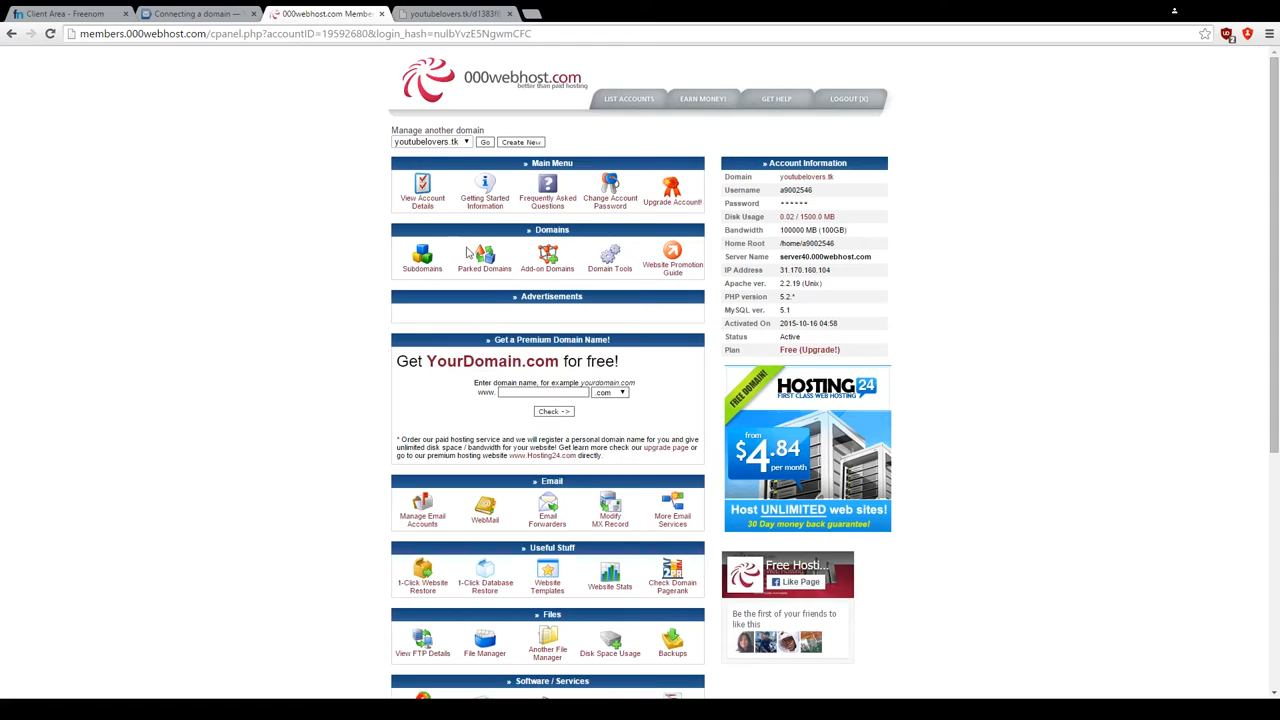 Client Area - Freenom
Connecting a domain —
000webhost.com Membe
youtubelovers.tk/d1383f
members.000webhost.com/cpanel.php?accountID=19592680&login_hash=nulbYvzE5NgwmCFC
000webhost.com
better than paid hosting
LIST ACCOUNTS EARN MONEY! GET HELP LOGOUT [X]
Manage another domain
youtubelovers.tk Go Create New
» Main Menu
View Account Details
Getting Started Information
Frequently Asked Questions
Change Account Password
Upgrade Account!
» Domains
Subdomains
Parked Domains
Add-on Domains
Domain Tools
Website Promotion Guide
» Advertisements
» Get a Premium Domain Name!
Get YourDomain.com for free!
Enter domain name, for example yourdomain.com
www. .com
Check ->
* Order our paid hosting service and we will register a personal domain name for you and give
unlimited disk space / bandwidth for your website! Get learn more check our upgrade page or
go to our premium hosting website www.Hosting24.com directly.
» Email
Manage Email Accounts
WebMail
Email Forwarders
Modify MX Record
More Email Services
» Useful Stuff
1-Click Website Restore
1-Click Database Restore
Website Templates
Website Stats
Check Domain Pagerank
» Files
View FTP Details
File Manager
Another File Manager
Disk Space Usage
Backups
» Software / Services
» Account Information
Domain youtubelovers.tk
Username a9002546
Password ******
Disk Usage 0.02 / 1500.0 MB
Bandwidth 100000 MB (100GB)
Home Root /home/a9002546
Server Name server40.000webhost.com
IP Address 31.170.160.104
Apache ver. 2.2.19 (Unix)
PHP version 5.2.*
MySQL ver. 5.1
Activated On 2015-10-16 04:58
Status Active
Plan Free (Upgrade!)
FREE DOMAIN!
HOSTING 24
FIRST CLASS WEB HOSTING
from
$4.84
per month
Host UNLIMITED web sites!
30 Day money back guarantee!
Free Hosti...
Like Page
Be the first of your friends to
like this